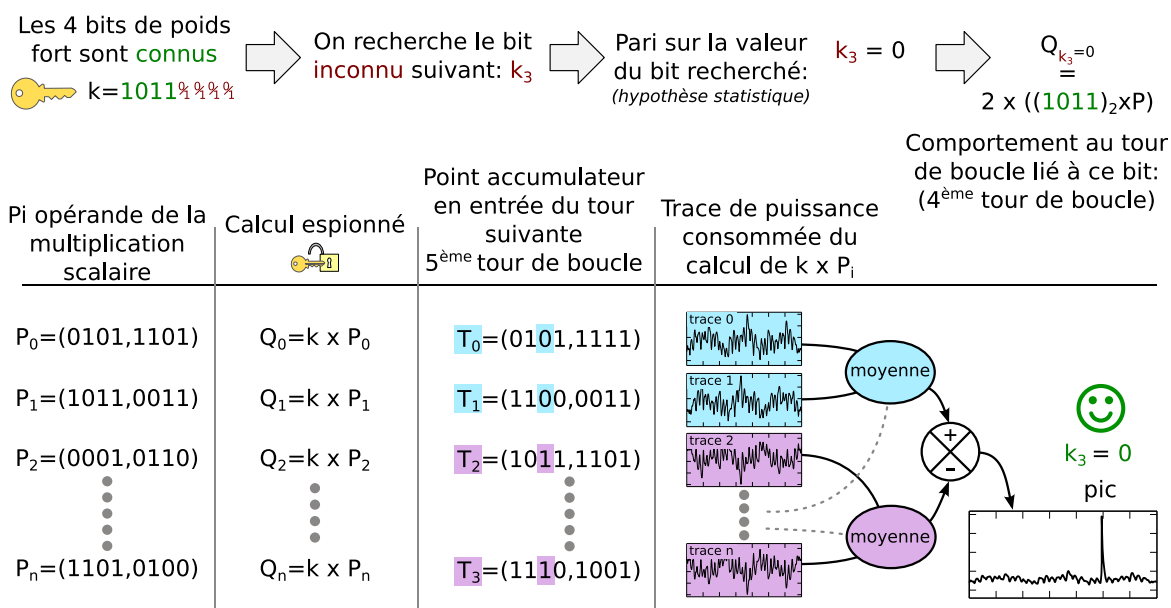 Les 4 bits de poids
fort sont connus
k=1011
On recherche le bit
inconnu suivant: k₃
Pari sur la valeur
du bit recherché:
(hypothèse statistique)
k₃ = 0
Qₖ₃₌₀
=
2 x ((1011)₂xP)
Comportement au tour
de boucle lié à ce bit:
(4ème tour de boucle)
Pi opérande de la
multiplication
scalaire
Calcul espionné
Point accumulateur
en entrée du tour
suivante
5ème tour de boucle
Trace de puissance
consommée du
calcul de k x Pᵢ
P₀=(0101,1101)
Q₀=k x P₀
T₀=(0101,1111)
trace 0
P₁=(1011,0011)
Q₁=k x P₁
T₁=(1100,0011)
trace 1
moyenne
P₂=(0001,0110)
Q₂=k x P₂
T₂=(1011,1101)
trace 2
+
-
k₃ = 0
pic
Pₙ=(1101,0100)
Qₙ=k x Pₙ
T₃=(1110,1001)
trace n
moyenne